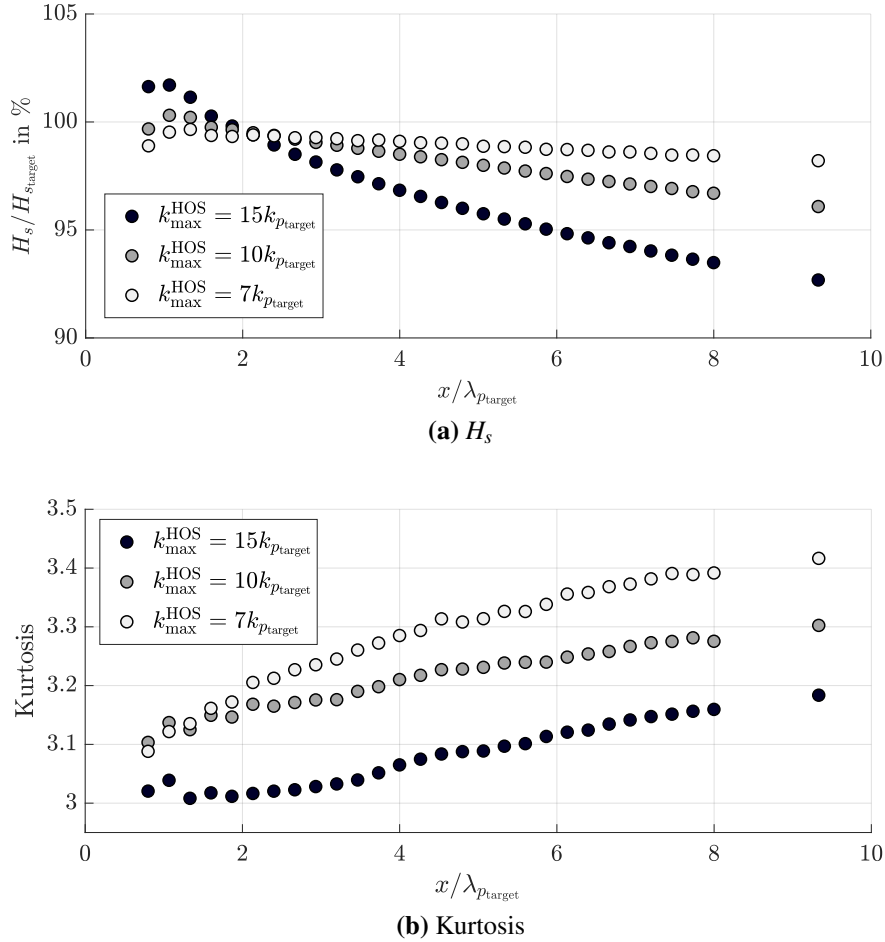 105
100
95
90
H_s/H_{s_target} in %
k_max^HOS = 15k_{p_target}
k_max^HOS = 10k_{p_target}
k_max^HOS = 7k_{p_target}
0 2 4 6 8 10
x/λ_{p_target}
(a) H_s
3.5
3.4
3.3
3.2
3.1
3
Kurtosis
k_max^HOS = 15k_{p_target}
k_max^HOS = 10k_{p_target}
k_max^HOS = 7k_{p_target}
0 2 4 6 8 10
x/λ_{p_target}
(b) Kurtosis